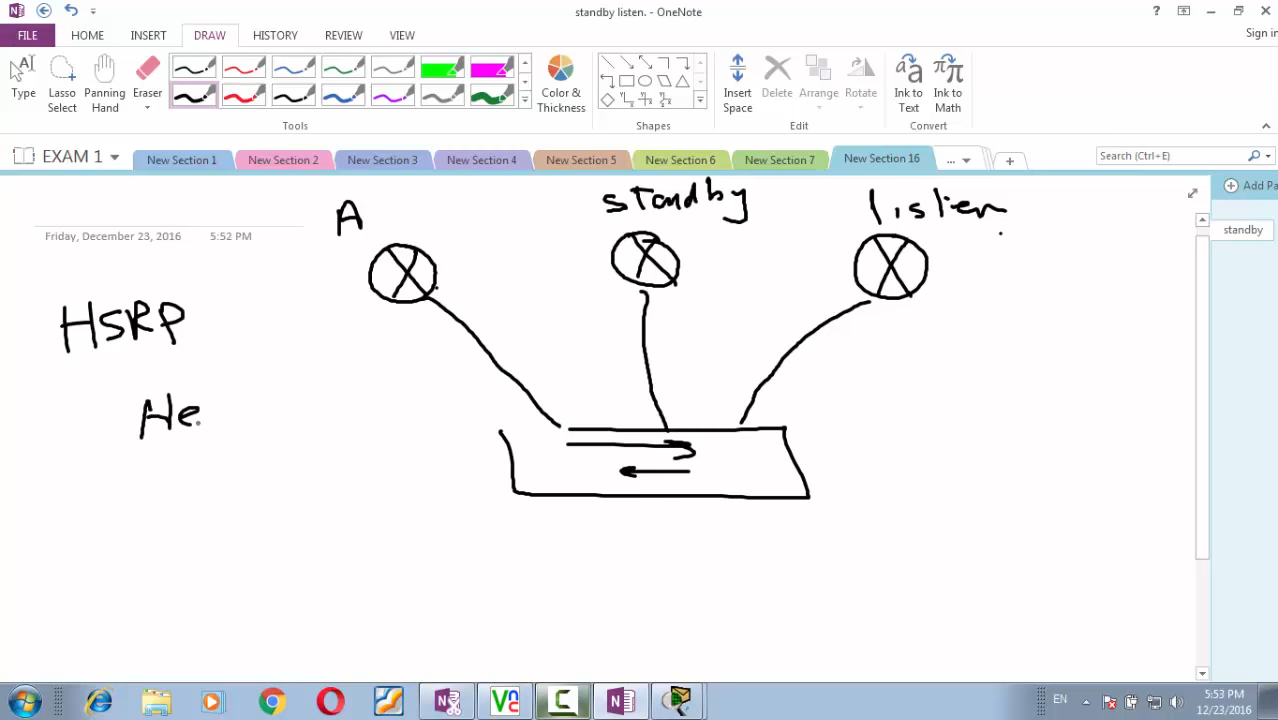 standby listen. - OneNote
? 
FILE HOME INSERT DRAW HISTORY REVIEW VIEW Sign in
Type Lasso Select Panning Hand Eraser Color & Thickness Insert Space Delete Arrange Rotate Ink to Text Ink to Math
Tools Shapes Edit Convert
EXAM 1 New Section 1 New Section 2 New Section 3 New Section 4 New Section 5 New Section 6 New Section 7 New Section 16 ... Search (Ctrl+E)
Add Pa
standby
Friday, December 23, 2016 5:52 PM
A standby listen
HSRP
He
EN 5:53 PM
12/23/2016